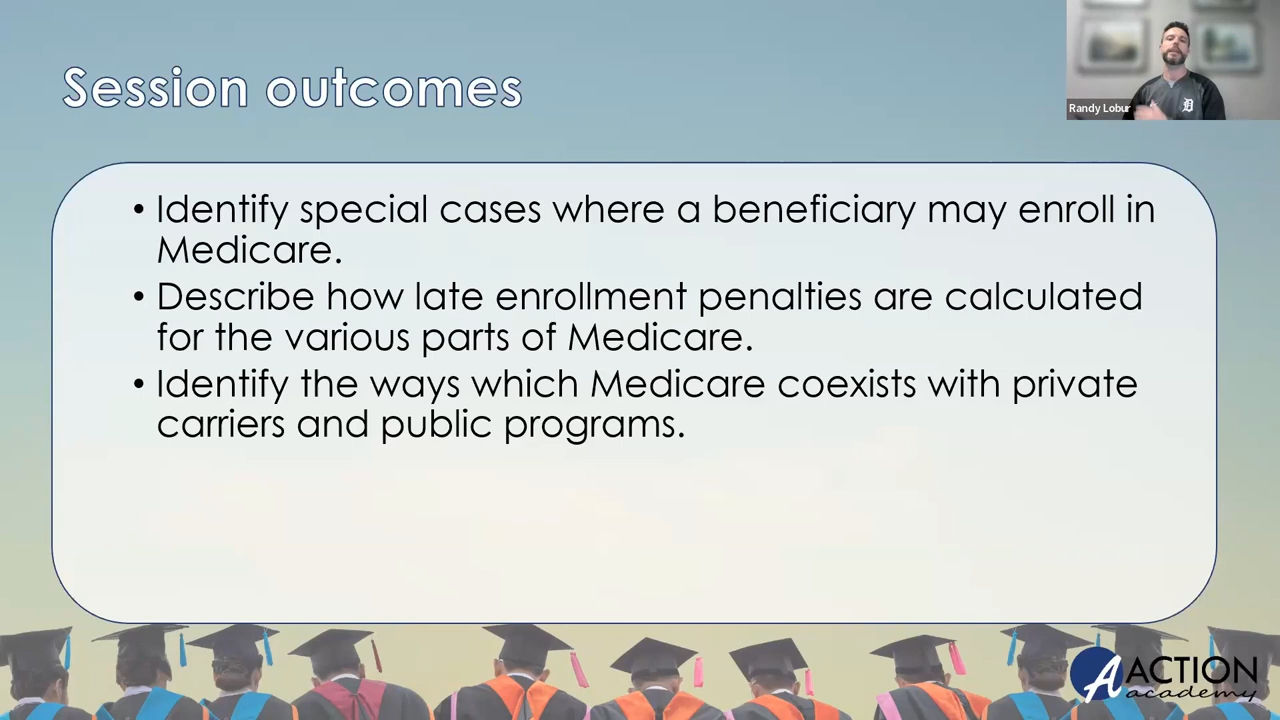 Session outcomes
Randy Lobur
• Identify special cases where a beneficiary may enroll in
Medicare.
• Describe how late enrollment penalties are calculated
for the various parts of Medicare.
• Identify the ways which Medicare coexists with private
carriers and public programs.
A ACTION
academy